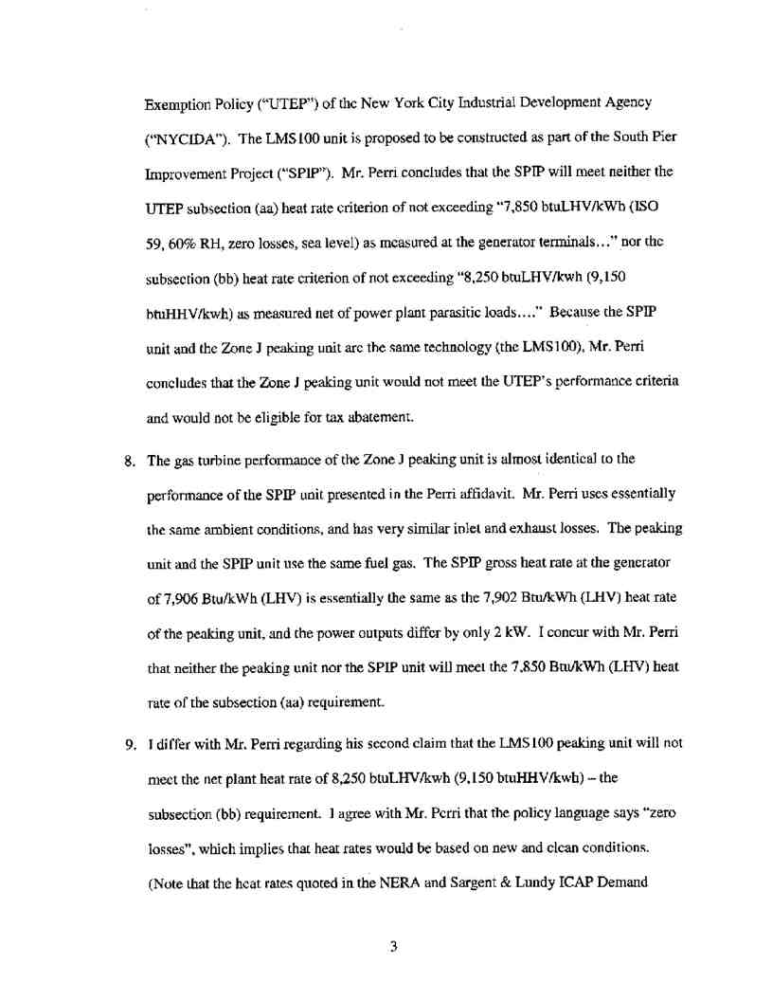 Exemption Policy (“UTEP”) of the New York City Industrial Development Agency
(“NYCIDA”). The LMS100 unit is proposed to be constructed as part of the South Pier
Improvement Project (“SPIP”). Mr. Perri concludes that the SPIP will meet neither the
UTEP subsection (aa) heat rate criterion of not exceeding “7,850 btuLHV/kWh (ISO
59, 60% RH, zero losses, sea level) as measured at the generator terminals…” nor the
subsection (bb) heat rate criterion of not exceeding “8,250 btuLHV/kwh (9,150
btuHHV/kwh) as measured net of power plant parasitic loads….” Because the SPIP
unit and the Zone J peaking unit are the same technology (the LMS100), Mr. Perri
concludes that the Zone J peaking unit would not meet the UTEP’s performance criteria
and would not be eligible for tax abatement.
8. The gas turbine performance of the Zone J peaking unit is almost identical to the
performance of the SPIP unit presented in the Perri affidavit. Mr. Perri uses essentially
the same ambient conditions, and has very similar inlet and exhaust losses. The peaking
unit and the SPIP unit use the same fuel gas. The SPIP gross heat rate at the generator
of 7,906 Btu/kWh (LHV) is essentially the same as the 7,902 Btu/kWh (LHV) heat rate
of the peaking unit, and the power outputs differ by only 2 kW. I concur with Mr. Perri
that neither the peaking unit nor the SPIP unit will meet the 7,850 Btu/kWh (LHV) heat
rate of the subsection (aa) requirement.
9. I differ with Mr. Perri regarding his second claim that the LMS100 peaking unit will not
meet the net plant heat rate of 8,250 btuLHV/kwh (9,150 btuHHV/kwh) – the
subsection (bb) requirement. I agree with Mr. Perri that the policy language says “zero
losses”, which implies that heat rates would be based on new and clean conditions.
(Note that the heat rates quoted in the NERA and Sargent & Lundy ICAP Demand
3